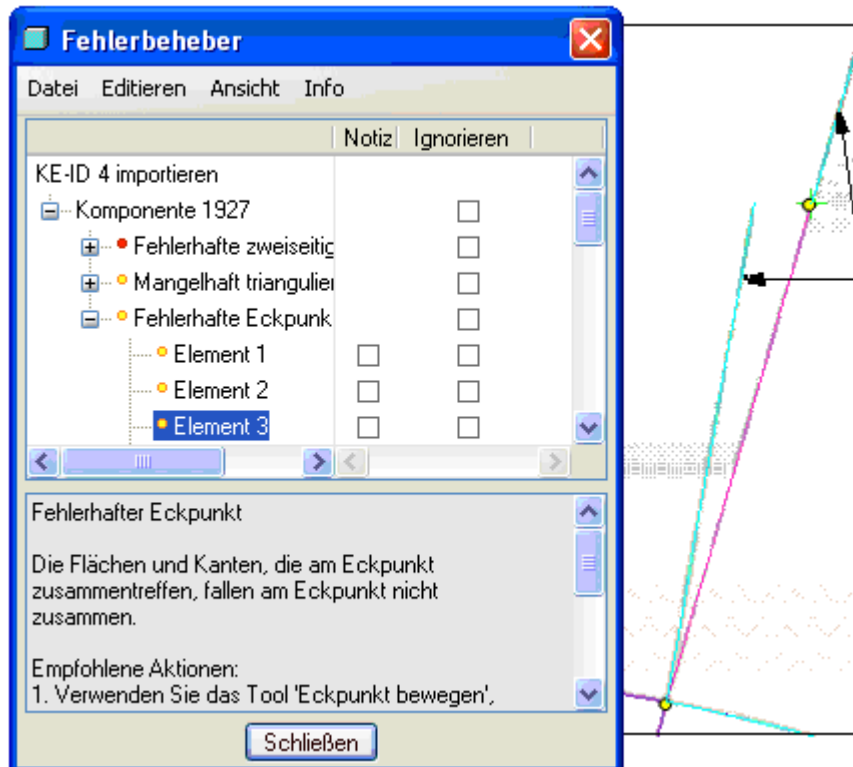 Fehlerbeheber
Datei Editieren Ansicht Info
Notiz Ignorieren
KE-ID 4 importieren
Komponente 1927
Fehlerhafte zweiseitig
Mangelhaft triangulier
Fehlerhafte Eckpunk
Element 1
Element 2
Element 3
Fehlerhafter Eckpunkt
Die Flächen und Kanten, die am Eckpunkt
zusammentreffen, fallen am Eckpunkt nicht
zusammen.
Empfohlene Aktionen:
1. Verwenden Sie das Tool 'Eckpunkt bewegen',
Schließen